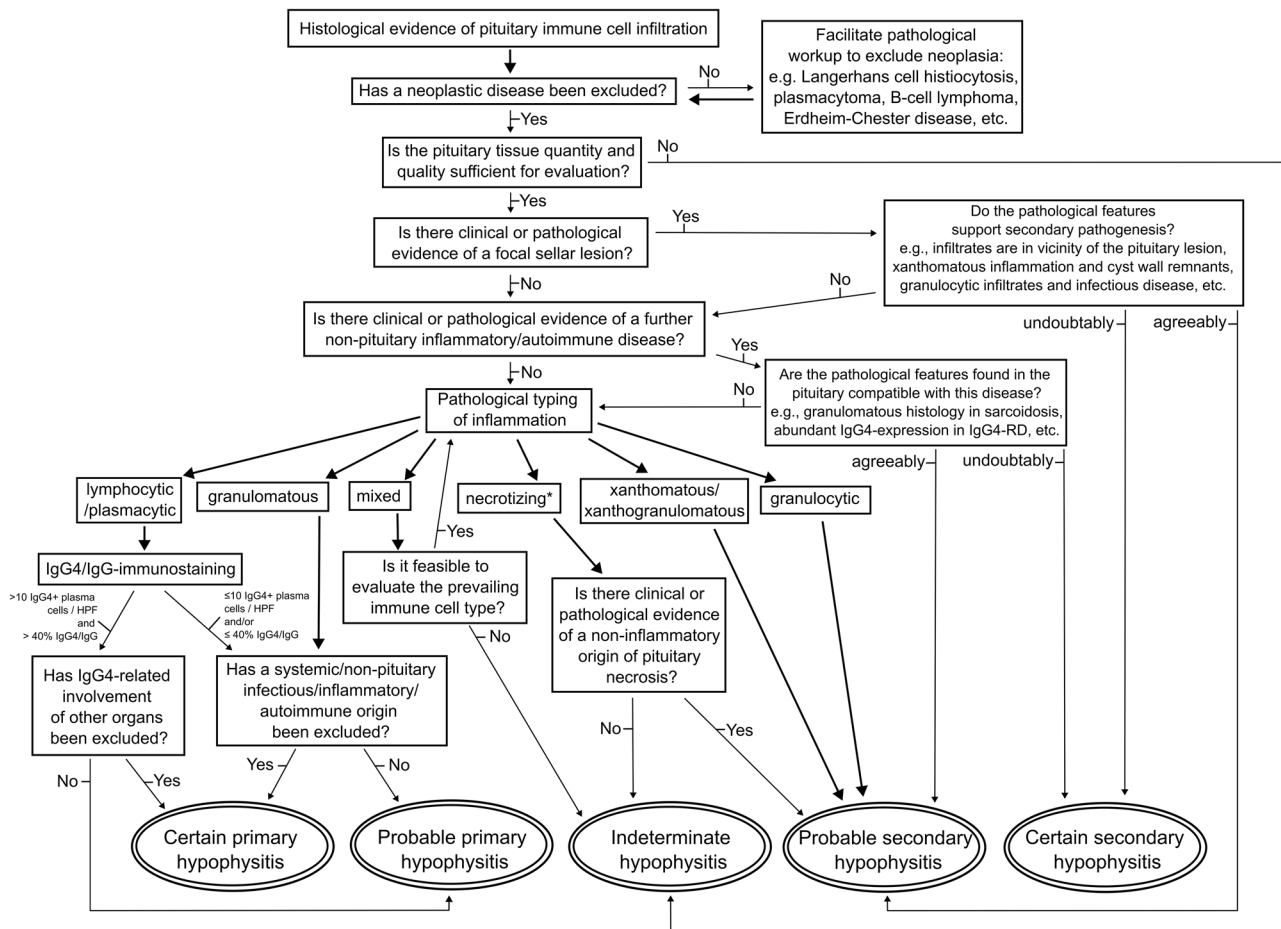 Histological evidence of pituitary immune cell infiltration
Facilitate pathological
workup to exclude neoplasia:
e.g. Langerhans cell histiocytosis,
plasmacytoma, B-cell lymphoma,
Erdheim-Chester disease, etc.
No
Has a neoplastic disease been excluded?
Yes
Is the pituitary tissue quantity and
quality sufficient for evaluation?
No
Yes
Is there clinical or pathological
evidence of a focal sellar lesion?
Yes
Do the pathological features
support secondary pathogenesis?
e.g., infiltrates are in vicinity of the pituitary lesion,
xanthomatous inflammation and cyst wall remnants,
granulocytic infiltrates and infectious disease, etc.
No
No
undoubtably
agreeably
Is there clinical or pathological evidence of a further
non-pituitary inflammatory/autoimmune disease?
Yes
No
Are the pathological features found in the
pituitary compatible with this disease?
e.g., granulomatous histology in sarcoidosis,
abundant IgG4-expression in IgG4-RD, etc.
No
agreeably
undoubtably
Pathological typing
of inflammation
lymphocytic
/plasmacytic
granulomatous
mixed
necrotizing*
xanthomatous/
xanthogranulomatous
granulocytic
Yes
IgG4/IgG-immunostaining
Is it feasible to
evaluate the prevailing
immune cell type?
No
Is there clinical or
pathological evidence
of a non-inflammatory
origin of pituitary
necrosis?
>10 IgG4+ plasma
cells / HPF
and
> 40% IgG4/IgG
≤10 IgG4+ plasma
cells / HPF
and/or
≤ 40% IgG4/IgG
Has IgG4-related
involvement
of other organs
been excluded?
Has a systemic/non-pituitary
infectious/inflammatory/
autoimmune origin
been excluded?
No
Yes
Yes
No
No
Yes
Certain primary
hypophysitis
Probable primary
hypophysitis
Indeterminate
hypophysitis
Probable secondary
hypophysitis
Certain secondary
hypophysitis